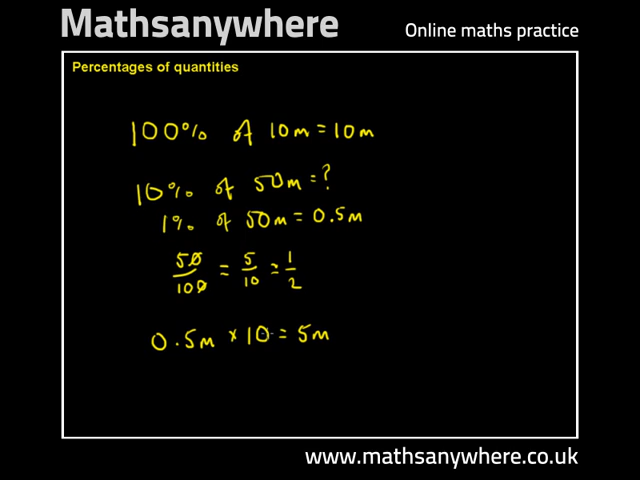 Mathsanywhere
Online maths practice
Percentages of quantities
100% of 10m = 10m
10% of 50m = ?
1% of 50m = 0.5m
50/100 = 5/10 = 1/2
0.5m × 10 = 5m
www.mathsanywhere.co.uk